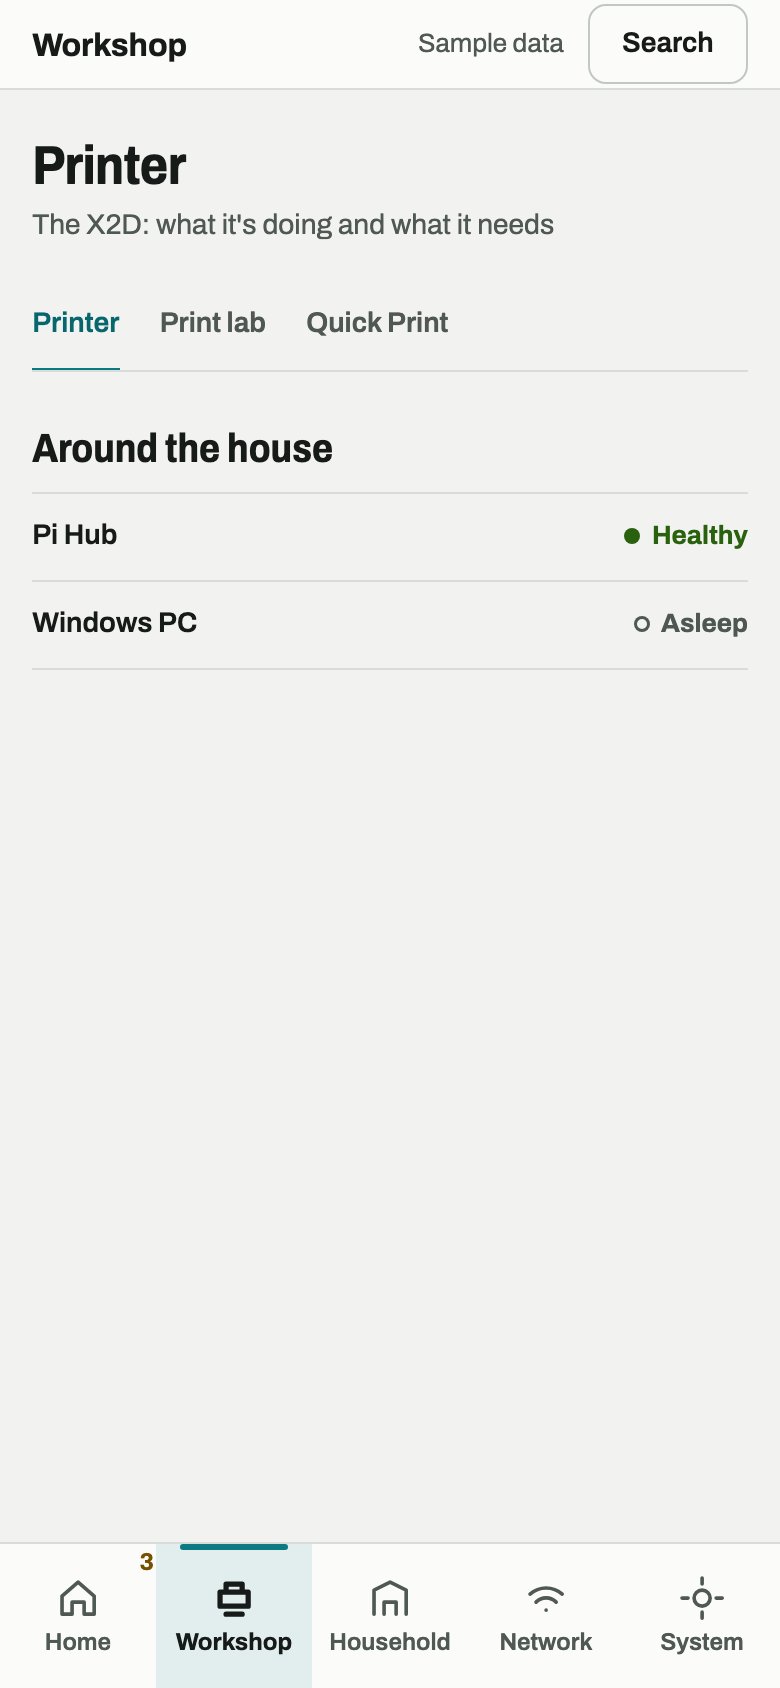 Workshop
Sample data
Search
Printer
The X2D: what it's doing and what it needs
Printer
Print lab
Quick Print
Around the house
Pi Hub
Healthy
Windows PC
Asleep
3
Home
Workshop
Household
Network
System